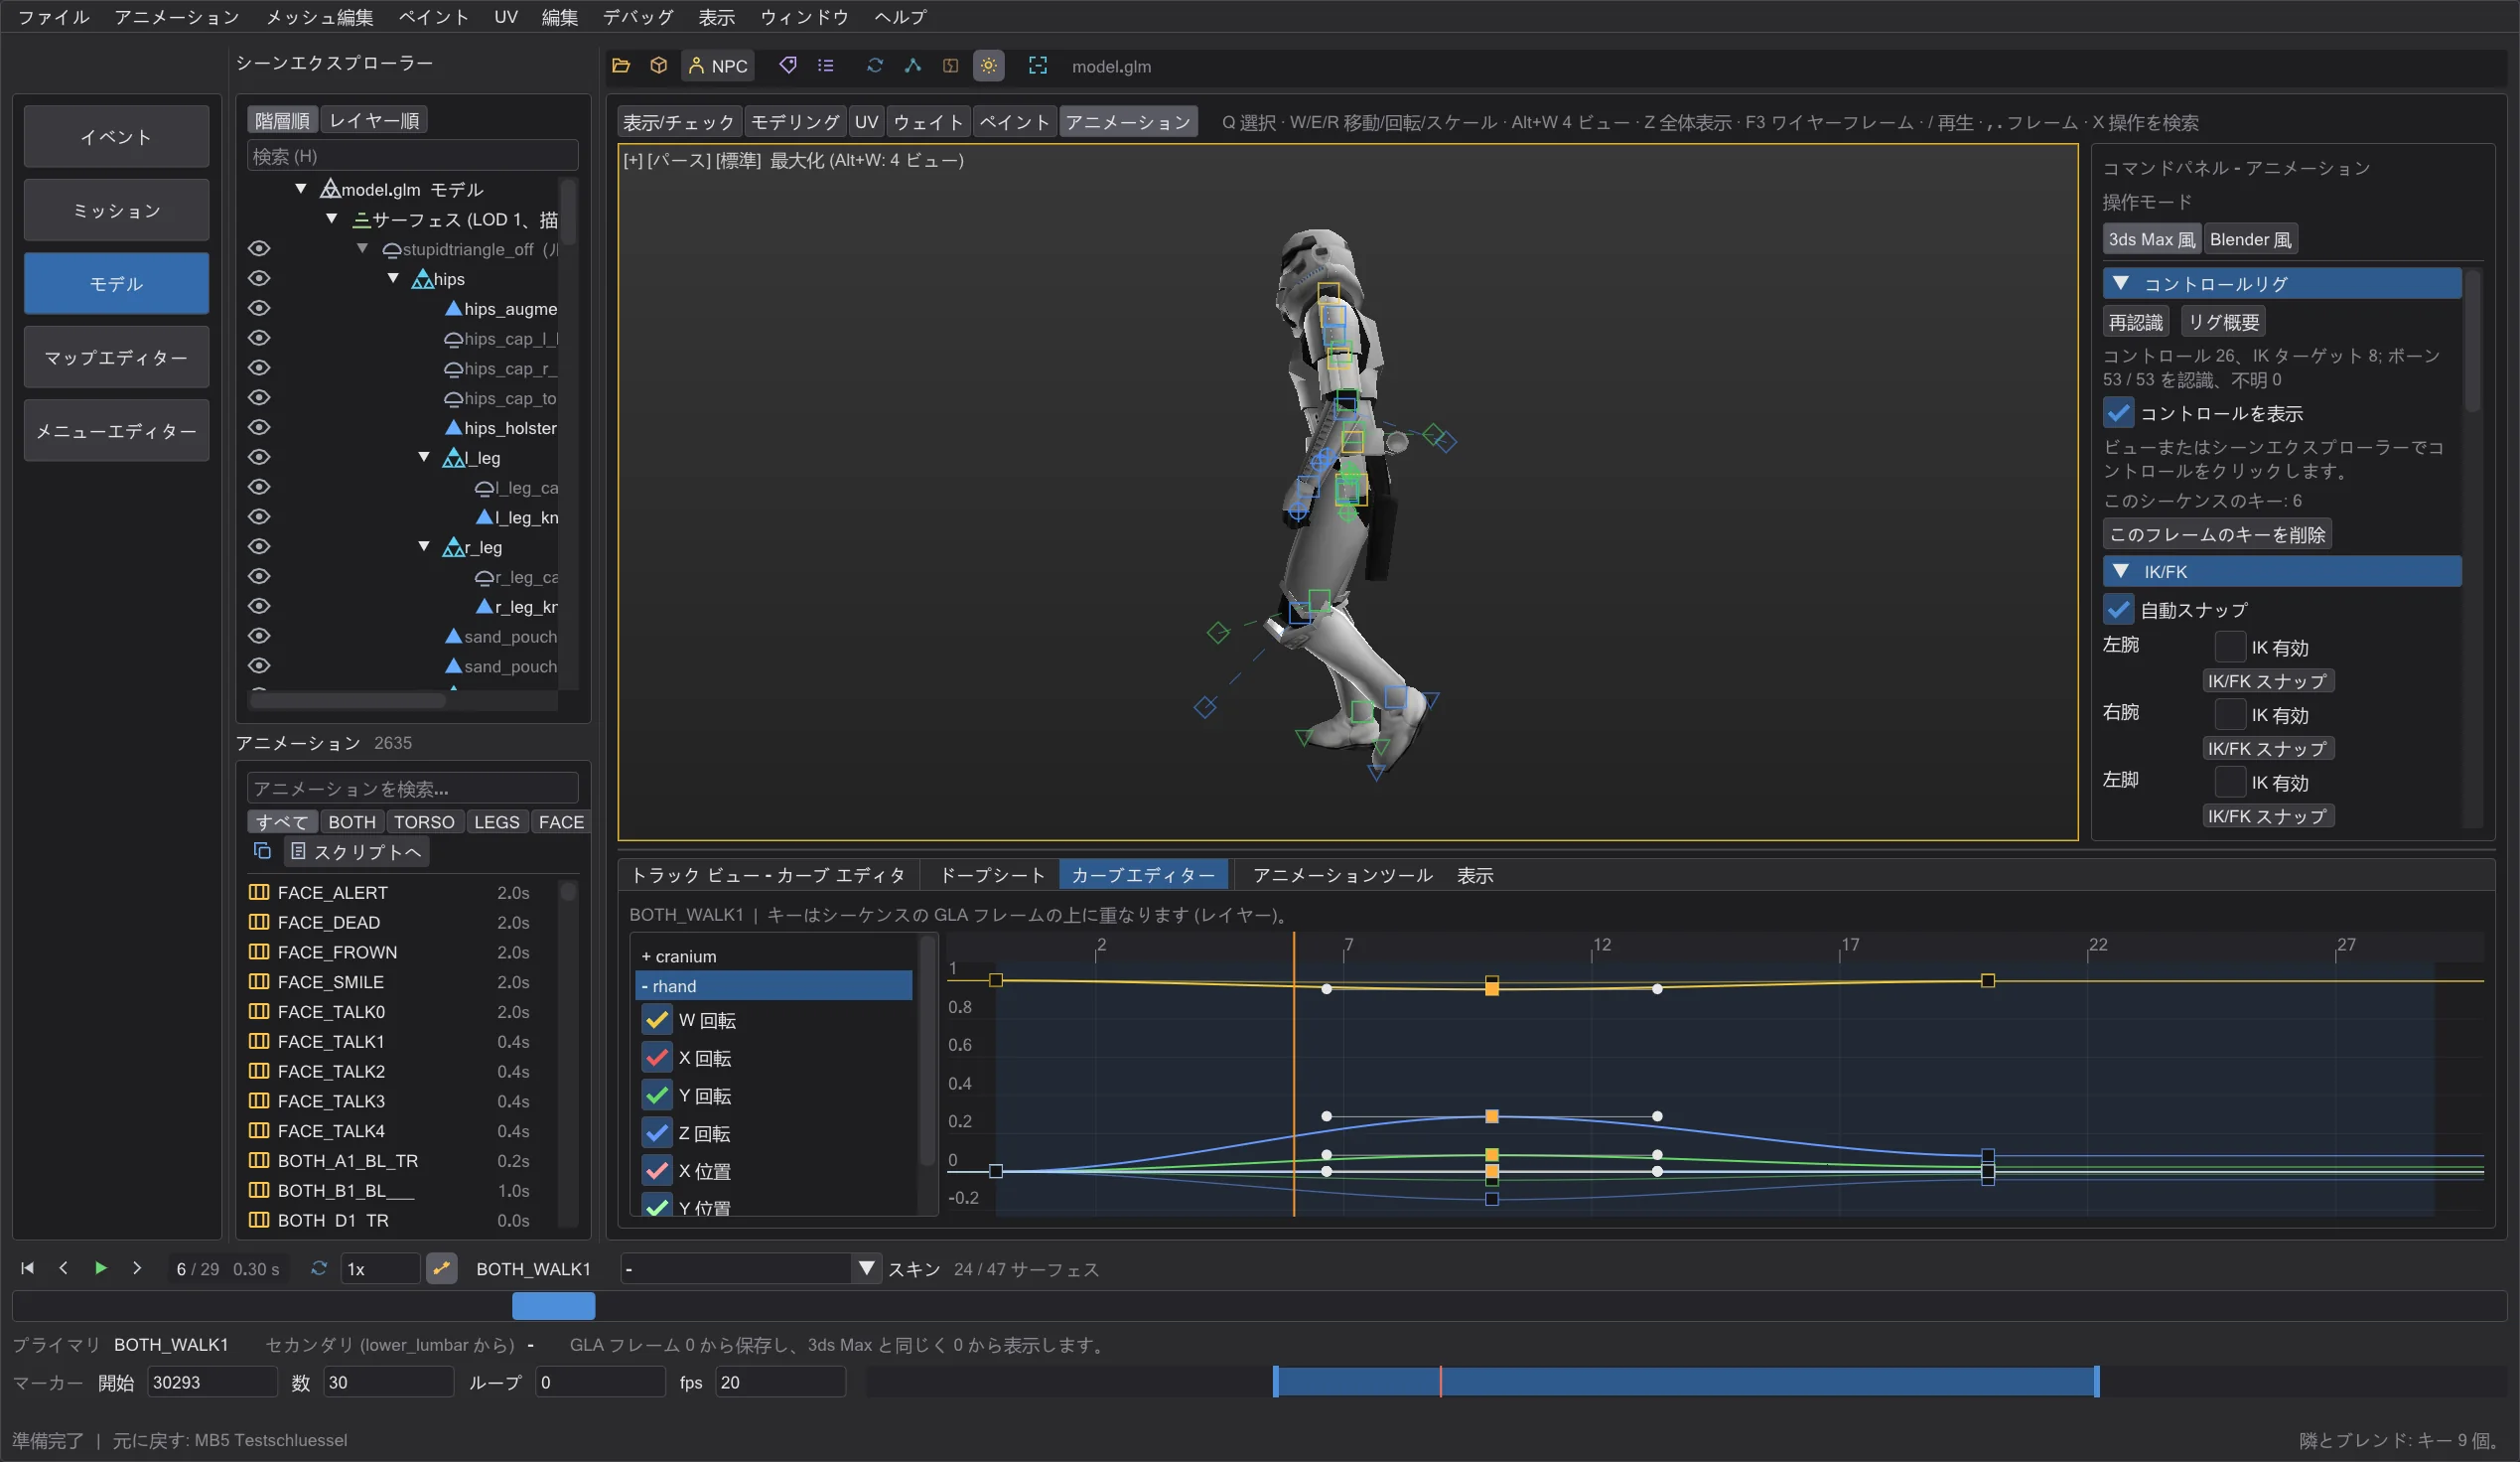 ファイル アニメーション メッシュ編集 ペイント UV 編集 デバッグ 表示 ウィンドウ ヘルプ
シーンエクスプローラー
NPC model.glm
イベント
ミッション
モデル
マップエディター
メニューエディター
階層順 レイヤー順
検索 (H)
model.glm モデル
サーフェス (LOD 1、描
stupidtriangle_off
hips
hips_augme
hips_cap_l_
hips_cap_r_
hips_cap_to
hips_holster
l_leg
l_leg_ca
l_leg_kn
r_leg
r_leg_ca
r_leg_kn
sand_pouch
sand_pouch
アニメーション 2635
アニメーションを検索...
すべて BOTH TORSO LEGS FACE
スクリプトへ
FACE_ALERT 2.0s
FACE_DEAD 2.0s
FACE_FROWN 2.0s
FACE_SMILE 2.0s
FACE_TALK0 2.0s
FACE_TALK1 0.4s
FACE_TALK2 0.4s
FACE_TALK3 0.4s
FACE_TALK4 0.4s
BOTH_A1_BL_TR 0.2s
BOTH_B1_BL___ 1.0s
BOTH_D1_TR 0.0s
表示/チェック モデリング UV ウェイト ペイント アニメーション Q 選択 · W/E/R 移動/回転/スケール · Alt+W 4 ビュー · Z 全体表示 · F3 ワイヤーフレーム · / 再生 · , . フレーム · X 操作を検索
[+] [パース] [標準] 最大化 (Alt+W: 4 ビュー)
コマンドパネル - アニメーション
操作モード
3ds Max 風 Blender 風
コントロールリグ
再認識 リグ概要
コントロール 26、IK ターゲット 8; ボーン
53 / 53 を認識、不明 0
コントロールを表示
ビューまたはシーンエクスプローラーでコ
ントロールをクリックします。
このシーケンスのキー: 6
このフレームのキーを削除
IK/FK
自動スナップ
左腕 IK 有効
IK/FK スナップ
右腕 IK 有効
IK/FK スナップ
左脚 IK 有効
IK/FK スナップ
トラック ビュー - カーブ エディタ ドープシート カーブエディター アニメーションツール 表示
BOTH_WALK1 | キーはシーケンスの GLA フレームの上に重なります (レイヤー)。
+ cranium
- rhand
W 回転
X 回転
Y 回転
Z 回転
X 位置
Y 位置
2 7 12 17 22 27
1
0.8
0.6
0.4
0.2
0
-0.2
6 / 29 0.30 s 1x BOTH_WALK1 - スキン 24 / 47 サーフェス
プライマリ BOTH_WALK1 セカンダリ (lower_lumbar から) - GLA フレーム 0 から保存し、3ds Max と同じく 0 から表示します。
マーカー 開始 30293 数 30 ループ 0 fps 20
準備完了 | 元に戻す: MB5 Testschluessel
隣とブレンド: キー 9 個。